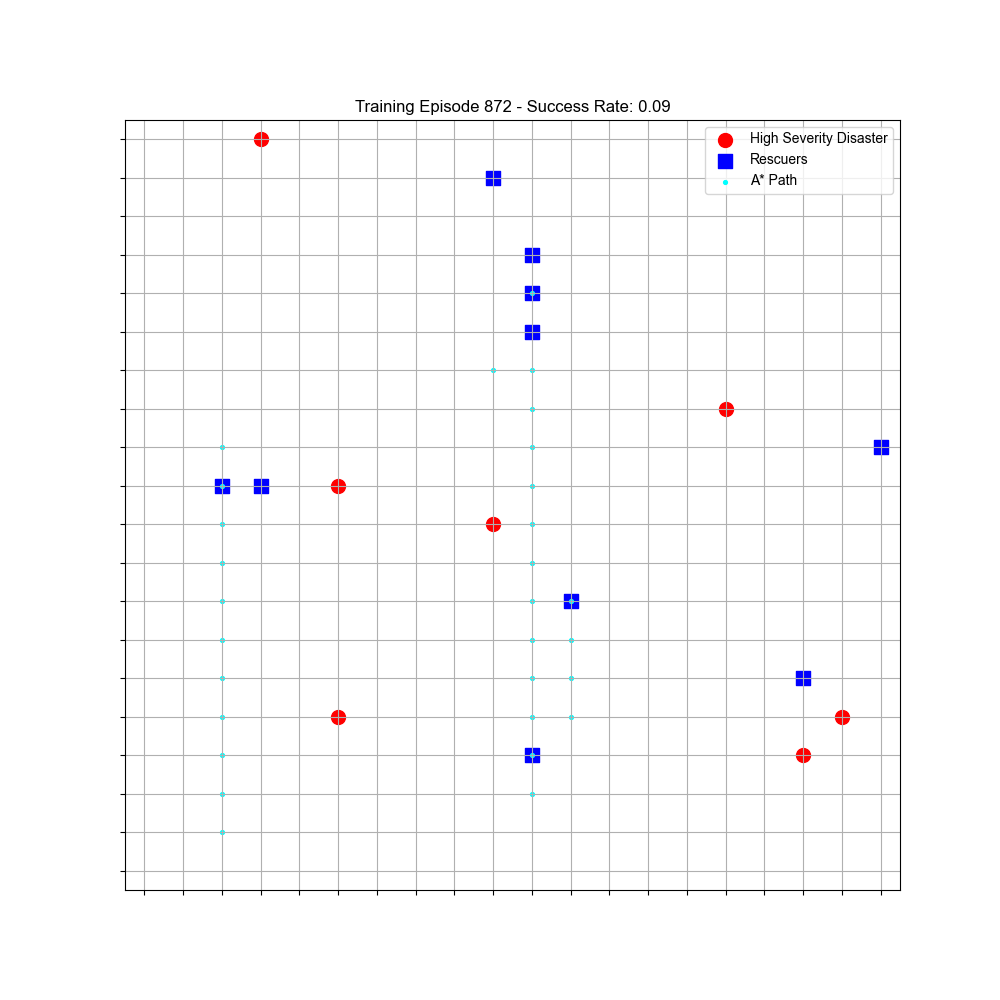 Training Episode 872 - Success Rate: 0.09
High Severity Disaster
Rescuers
A* Path